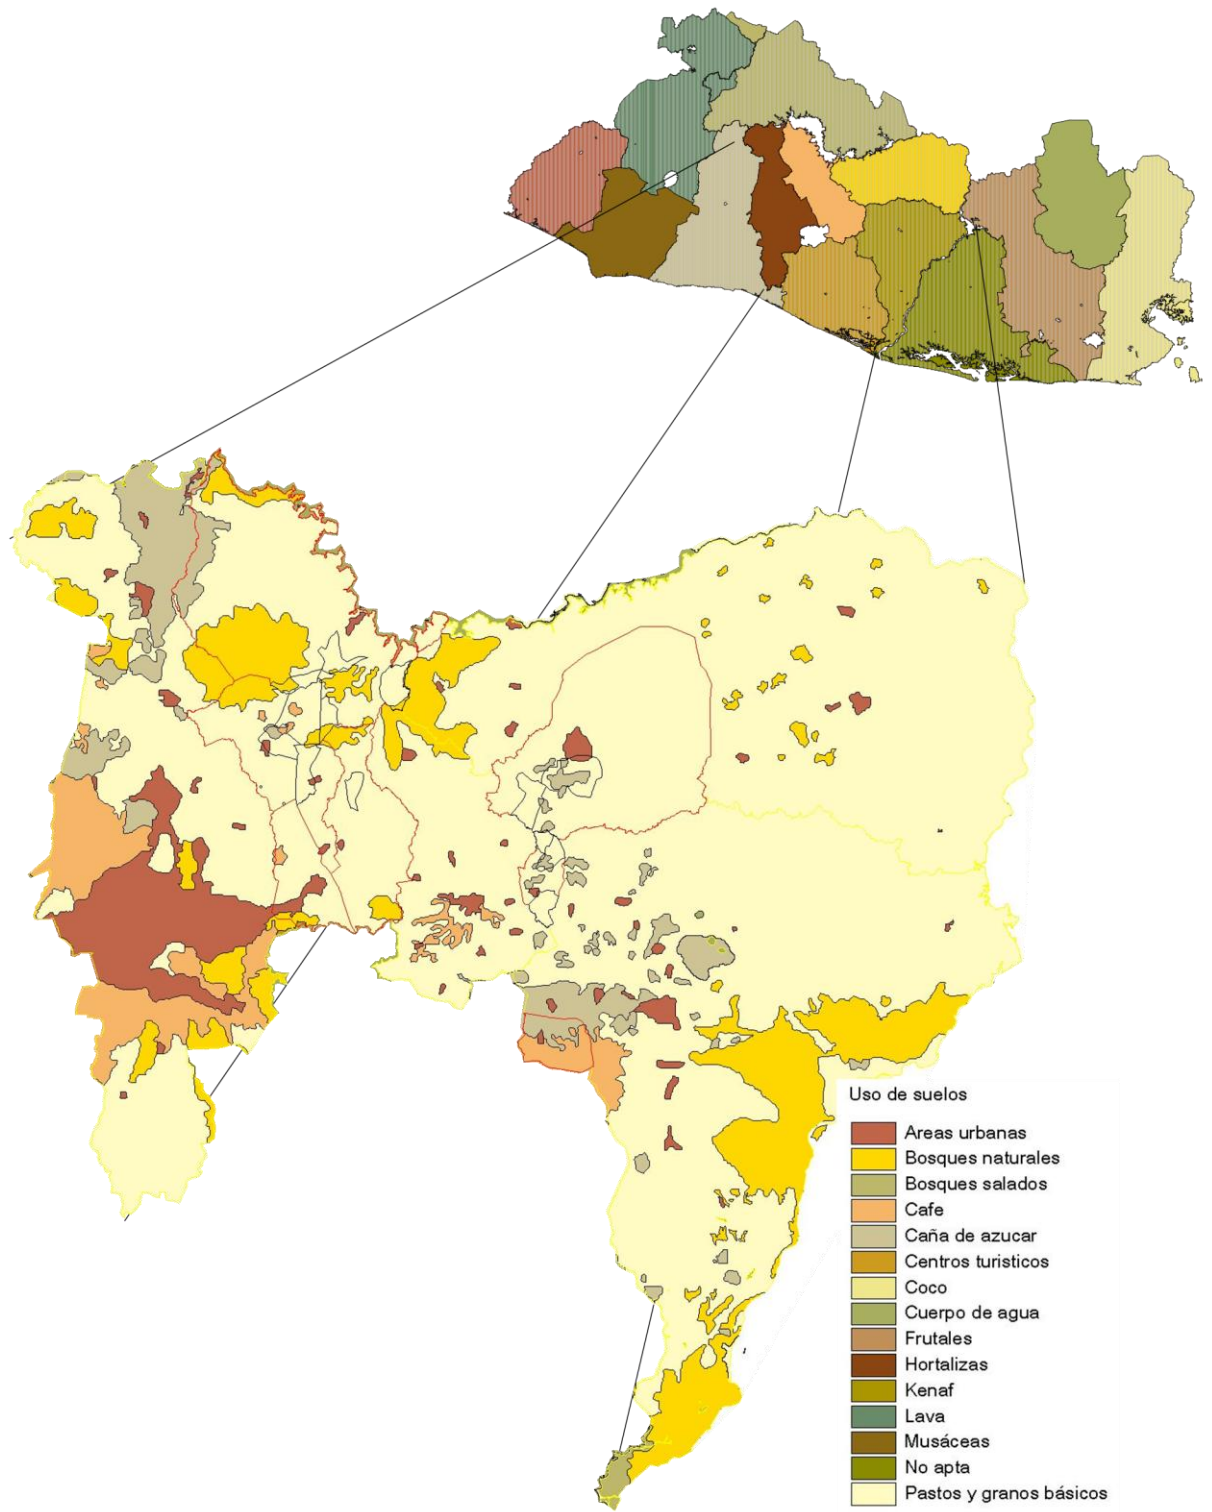 Uso de suelos
Areas urbanas
Bosques naturales
Bosques salados
Cafe
Caña de azucar
Centros turisticos
Coco
Cuerpo de agua
Frutales
Hortalizas
Kenaf
Lava
Musáceas
No apta
Pastos y granos básicos